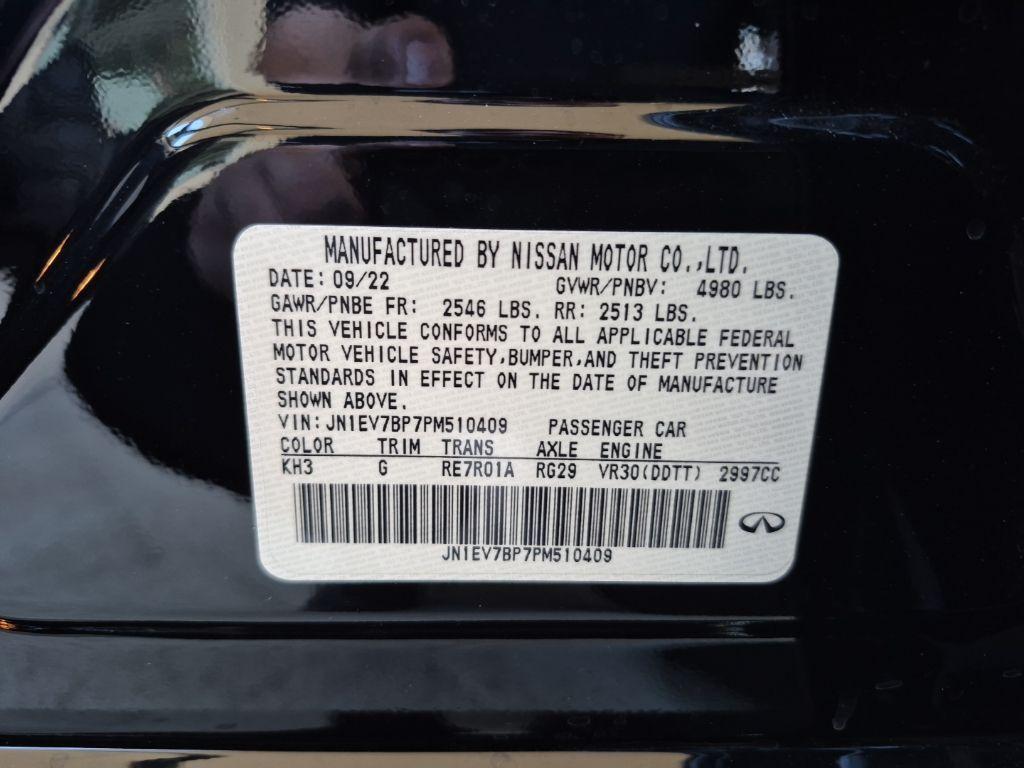 MANUFACTURED BY NISSAN MOTOR CO.,LTD.
DATE: 09/22 GVWR/PNBV: 4980 LBS.
GAWR/PNBE FR: 2546 LBS. RR: 2513 LBS.
THIS VEHICLE CONFORMS TO ALL APPLICABLE FEDERAL
MOTOR VEHICLE SAFETY,BUMPER,AND THEFT PREVENTION
STANDARDS IN EFFECT ON THE DATE OF MANUFACTURE
SHOWN ABOVE.
VIN:JN1EV7BP7PM510409 PASSENGER CAR
COLOR TRIM TRANS AXLE ENGINE
KH3 G RE7R01A RG29 VR30(DDTT) 2997CC
JN1EV7BP7PM510409